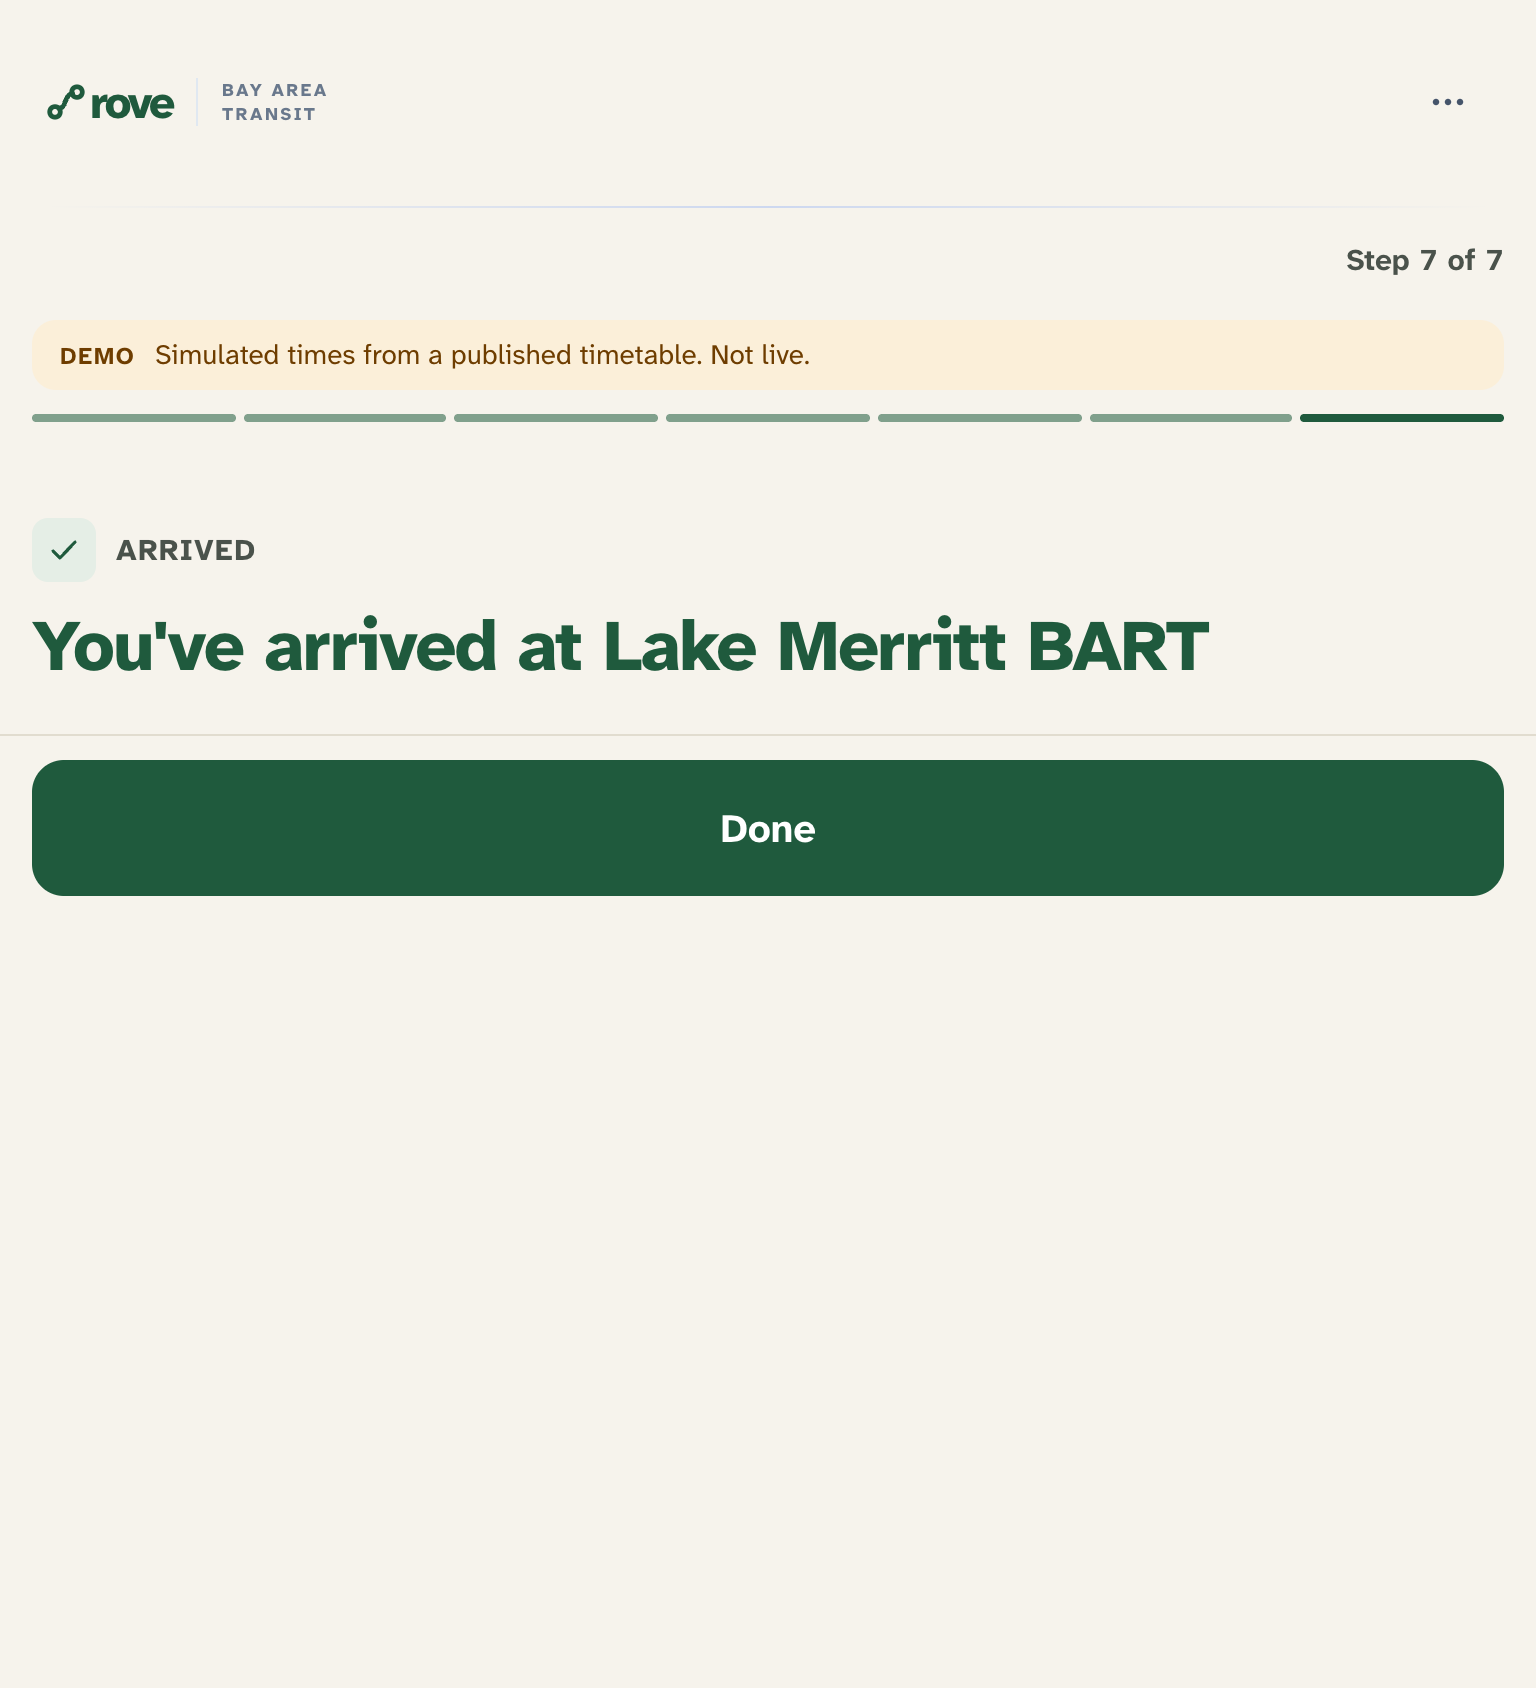 rove
BAY AREA
TRANSIT
Step 7 of 7
DEMO Simulated times from a published timetable. Not live.
ARRIVED
You've arrived at Lake Merritt BART
Done